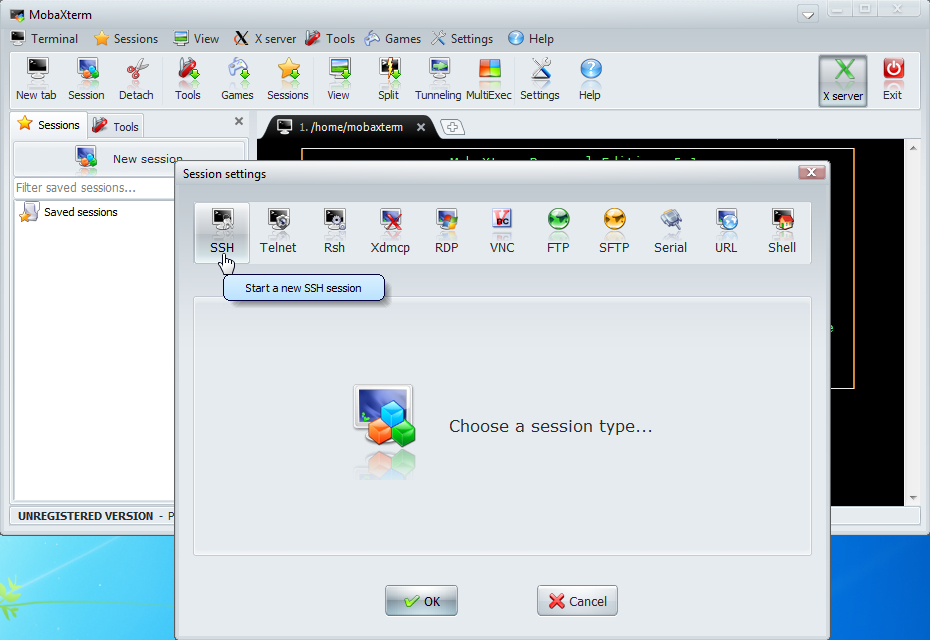 MobaXterm
Terminal Sessions View X server Tools Games Settings Help
New tab Session Detach Tools Games Sessions View Split Tunneling MultiExec Settings Help X server Exit
Sessions Tools
1. /home/mobaxterm
New session
Filter saved sessions...
Saved sessions
Session settings
SSH Telnet Rsh Xdmcp RDP VNC FTP SFTP Serial URL Shell
Start a new SSH session
Choose a session type...
UNREGISTERED VERSION - P
OK Cancel